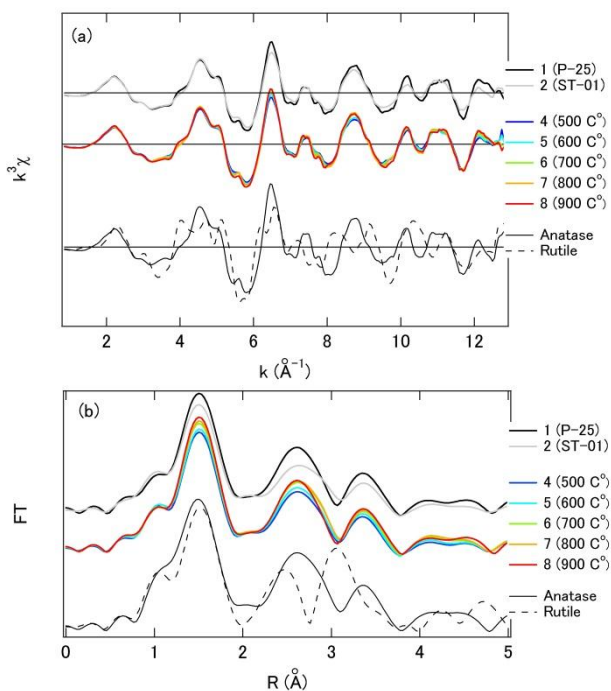 (a)
k³χ
1 (P-25)
2 (ST-01)
4 (500 C°)
5 (600 C°)
6 (700 C°)
7 (800 C°)
8 (900 C°)
Anatase
Rutile
2 4 6 8 10 12
k (Å⁻¹)
(b)
FT
1 (P-25)
2 (ST-01)
4 (500 C°)
5 (600 C°)
6 (700 C°)
7 (800 C°)
8 (900 C°)
Anatase
Rutile
0 1 2 3 4 5
R (Å)